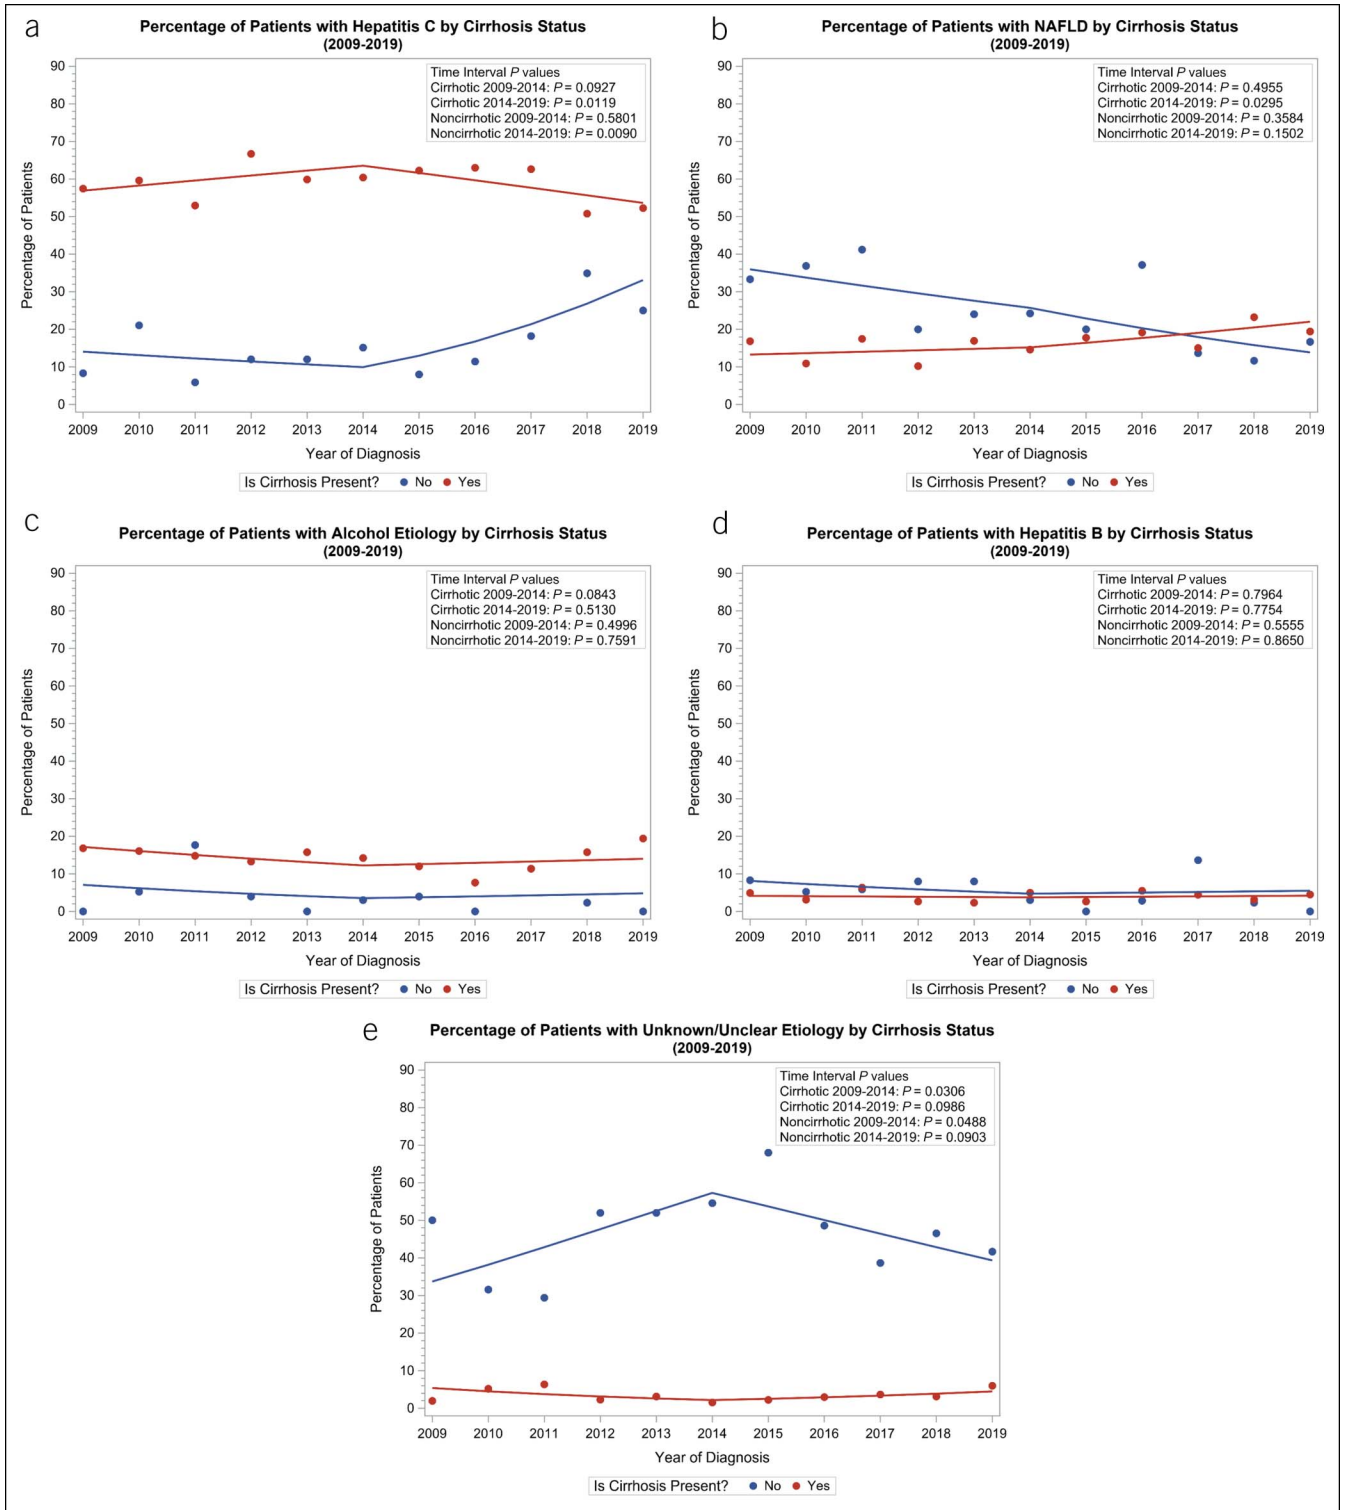 a
Percentage of Patients with Hepatitis C by Cirrhosis Status
(2009-2019)
Time Interval P values
Cirrhotic 2009-2014: P = 0.0927
Cirrhotic 2014-2019: P = 0.0119
Noncirrhotic 2009-2014: P = 0.5801
Noncirrhotic 2014-2019: P = 0.0090
90
80
70
60
50
40
30
20
10
0
Percentage of Patients
2009 2010 2011 2012 2013 2014 2015 2016 2017 2018 2019
Year of Diagnosis
Is Cirrhosis Present? No Yes
b
Percentage of Patients with NAFLD by Cirrhosis Status
(2009-2019)
Time Interval P values
Cirrhotic 2009-2014: P = 0.4955
Cirrhotic 2014-2019: P = 0.0295
Noncirrhotic 2009-2014: P = 0.3584
Noncirrhotic 2014-2019: P = 0.1502
90
80
70
60
50
40
30
20
10
0
Percentage of Patients
2009 2010 2011 2012 2013 2014 2015 2016 2017 2018 2019
Year of Diagnosis
Is Cirrhosis Present? No Yes
c
Percentage of Patients with Alcohol Etiology by Cirrhosis Status
(2009-2019)
Time Interval P values
Cirrhotic 2009-2014: P = 0.0843
Cirrhotic 2014-2019: P = 0.5130
Noncirrhotic 2009-2014: P = 0.4996
Noncirrhotic 2014-2019: P = 0.7591
90
80
70
60
50
40
30
20
10
0
Percentage of Patients
2009 2010 2011 2012 2013 2014 2015 2016 2017 2018 2019
Year of Diagnosis
Is Cirrhosis Present? No Yes
d
Percentage of Patients with Hepatitis B by Cirrhosis Status
(2009-2019)
Time Interval P values
Cirrhotic 2009-2014: P = 0.7964
Cirrhotic 2014-2019: P = 0.7754
Noncirrhotic 2009-2014: P = 0.5555
Noncirrhotic 2014-2019: P = 0.8650
90
80
70
60
50
40
30
20
10
0
Percentage of Patients
2009 2010 2011 2012 2013 2014 2015 2016 2017 2018 2019
Year of Diagnosis
Is Cirrhosis Present? No Yes
e
Percentage of Patients with Unknown/Unclear Etiology by Cirrhosis Status
(2009-2019)
Time Interval P values
Cirrhotic 2009-2014: P = 0.0306
Cirrhotic 2014-2019: P = 0.0986
Noncirrhotic 2009-2014: P = 0.0488
Noncirrhotic 2014-2019: P = 0.0903
90
80
70
60
50
40
30
20
10
0
Percentage of Patients
2009 2010 2011 2012 2013 2014 2015 2016 2017 2018 2019
Year of Diagnosis
Is Cirrhosis Present? No Yes